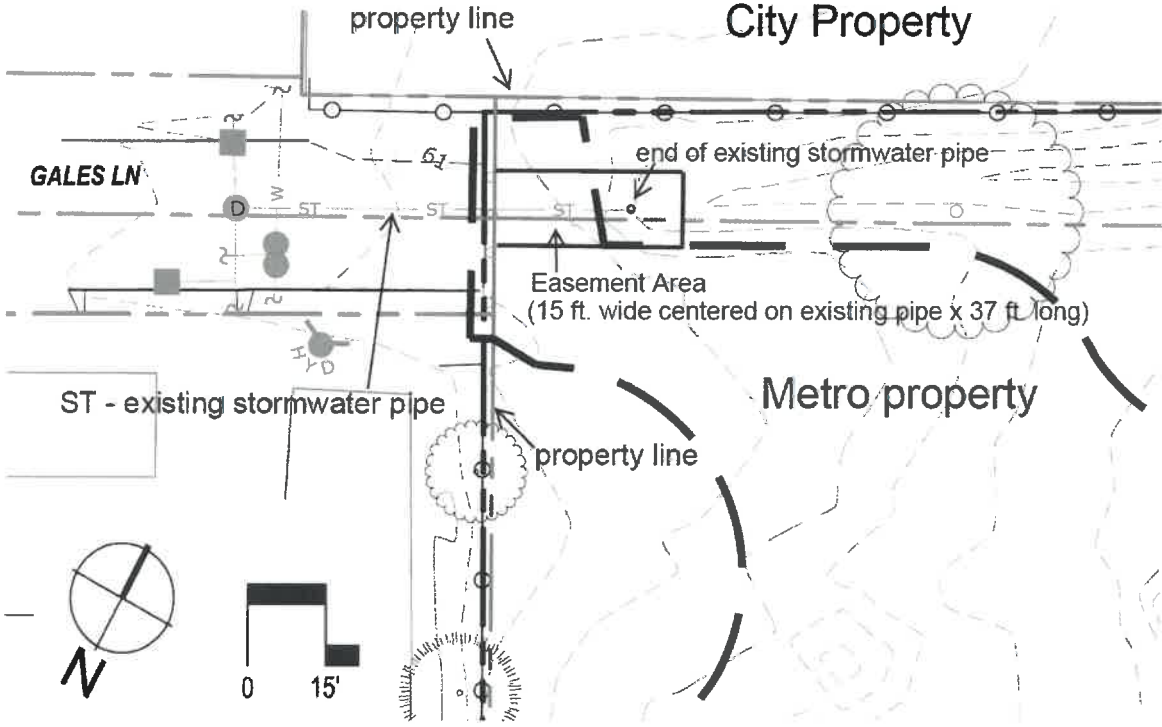 property line
City Property
61
end of existing stormwater pipe
GALES LN
W
D
ST
ST
ST
Easement Area
(15 ft. wide centered on existing pipe x 37 ft. long)
HYD
Metro property
ST - existing stormwater pipe
property line
N
0 15'